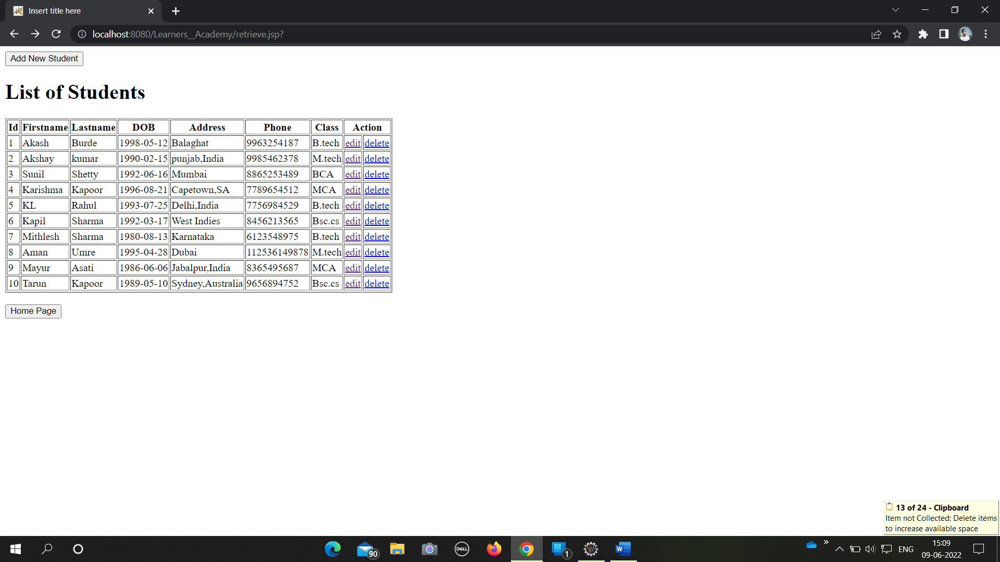 Insert title here
localhost:8080/Learners__Academy/retrieve.jsp?
Add New Student
List of Students
Id Firstname Lastname DOB Address Phone Class Action
1 Akash Burde 1998-05-12 Balaghat 9963254187 B.tech edit delete
2 Akshay kumar 1990-02-15 punjab,India 9985462378 M.tech edit delete
3 Sunil Shetty 1992-06-16 Mumbai 8865253489 BCA edit delete
4 Karishma Kapoor 1996-08-21 Capetown,SA 7789654512 MCA edit delete
5 KL Rahul 1993-07-25 Delhi,India 7756984529 B.tech edit delete
6 Kapil Sharma 1992-03-17 West Indies 8456213565 Bsc.cs edit delete
7 Mithlesh Sharma 1980-08-13 Karnataka 6123548975 B.tech edit delete
8 Aman Umre 1995-04-28 Dubai 112536149878 M.tech edit delete
9 Mayur Asati 1986-06-06 Jabalpur,India 8365495687 MCA edit delete
10 Tarun Kapoor 1989-05-10 Sydney,Australia 9656894752 Bsc.cs edit delete
Home Page
13 of 24 - Clipboard
Item not Collected: Delete items
to increase available space
90
DELL
1
W
ENG
15:09
09-06-2022